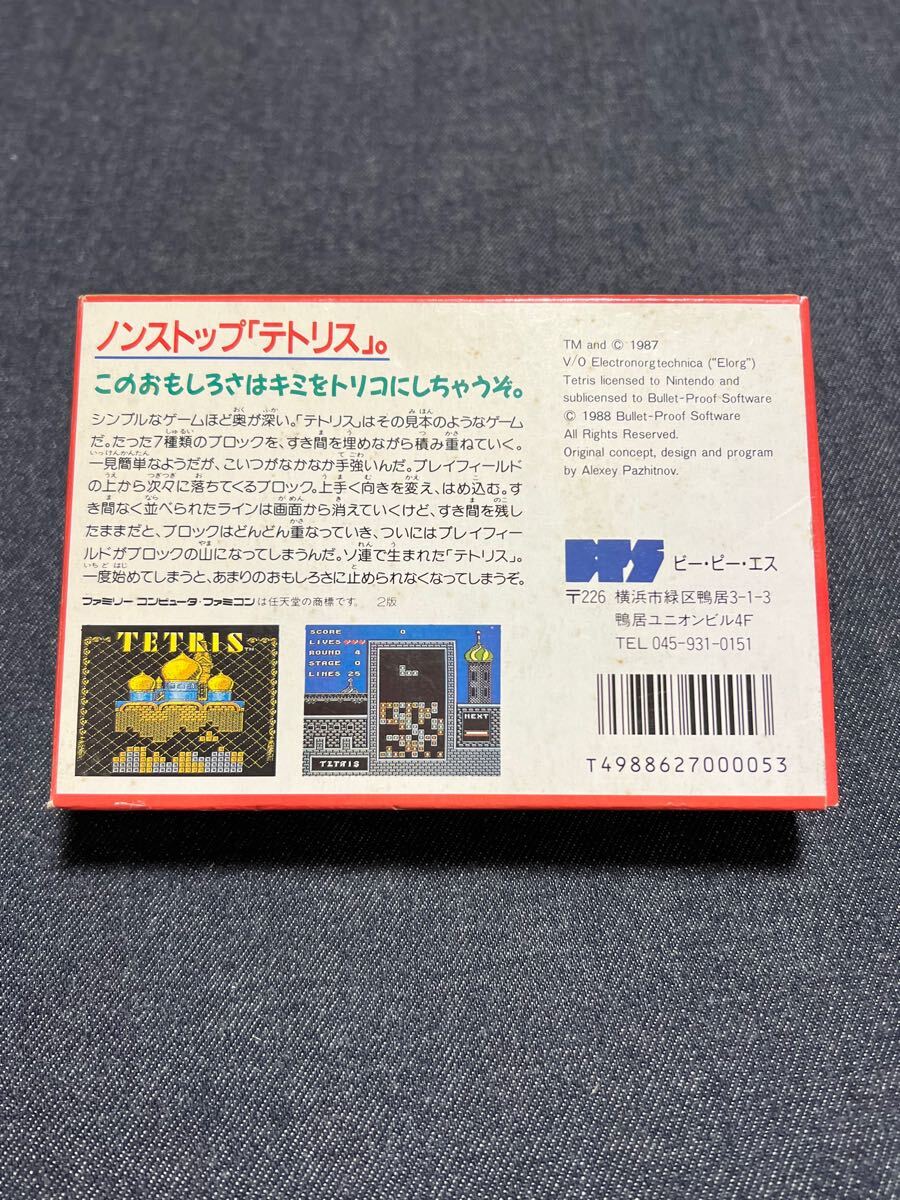 ノンストップ「テトリス」。
このおもしろさはキミをトリコにしちゃうぞ。
シンプルなゲームほど奥が深い。「テトリス」はその見本のようなゲーム
だ。たった7種類のブロックを、すき間を埋めながら積み重ねていく。
一見簡単なようだが、こいつがなかなか手強いんだ。プレイフィールド
の上から次々に落ちてくるブロック。上手く向きを変え、はめ込む。す
き間なく並べられたラインは画面から消えていくけど、すき間を残し
たままだと、ブロックはどんどん重なっていき、ついにはプレイフィー
ルドがブロックの山になってしまうんだ。ソ連で生まれた「テトリス」。
一度始めてしまうと、あまりのおもしろさに止められなくなってしまうぞ。
ファミリーコンピュータ・ファミコンは任天堂の商標です。 2版
TETRIS™
SCORE 0
LIVES
ROUND 4
STAGE 0
LINES 25
NEXT
TETRIS
TM and © 1987
V/O Electronorgtechnica ("Elorg")
Tetris licensed to Nintendo and
sublicensed to Bullet-Proof Software
© 1988 Bullet-Proof Software
All Rights Reserved.
Original concept, design and program
by Alexey Pazhitnov.
BPS ビー・ピー・エス
〒226 横浜市緑区鴨居3-1-3
鴨居ユニオンビル4F
TEL 045-931-0151
T4988627000053